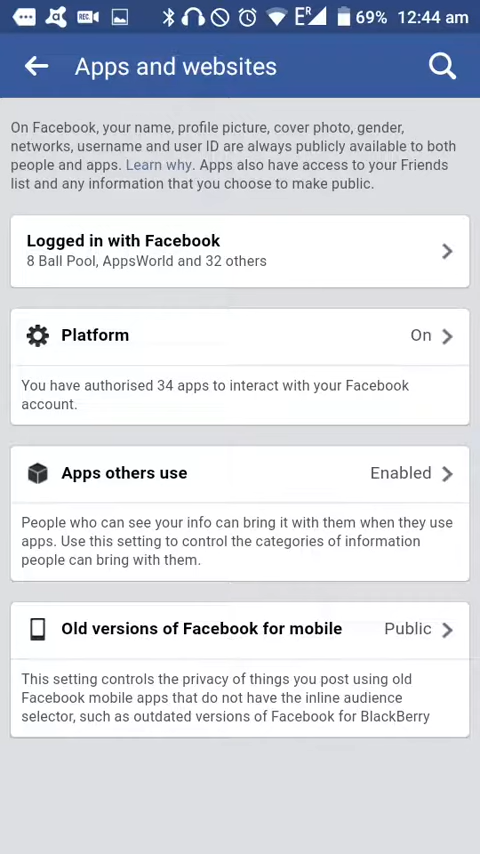 REC
ER
69%
12:44 am
Apps and websites
On Facebook, your name, profile picture, cover photo, gender,
networks, username and user ID are always publicly available to both
people and apps. Learn why. Apps also have access to your Friends
list and any information that you choose to make public.
Logged in with Facebook
8 Ball Pool, AppsWorld and 32 others
Platform On
You have authorised 34 apps to interact with your Facebook
account.
Apps others use Enabled
People who can see your info can bring it with them when they use
apps. Use this setting to control the categories of information
people can bring with them.
Old versions of Facebook for mobile Public
This setting controls the privacy of things you post using old
Facebook mobile apps that do not have the inline audience
selector, such as outdated versions of Facebook for BlackBerry